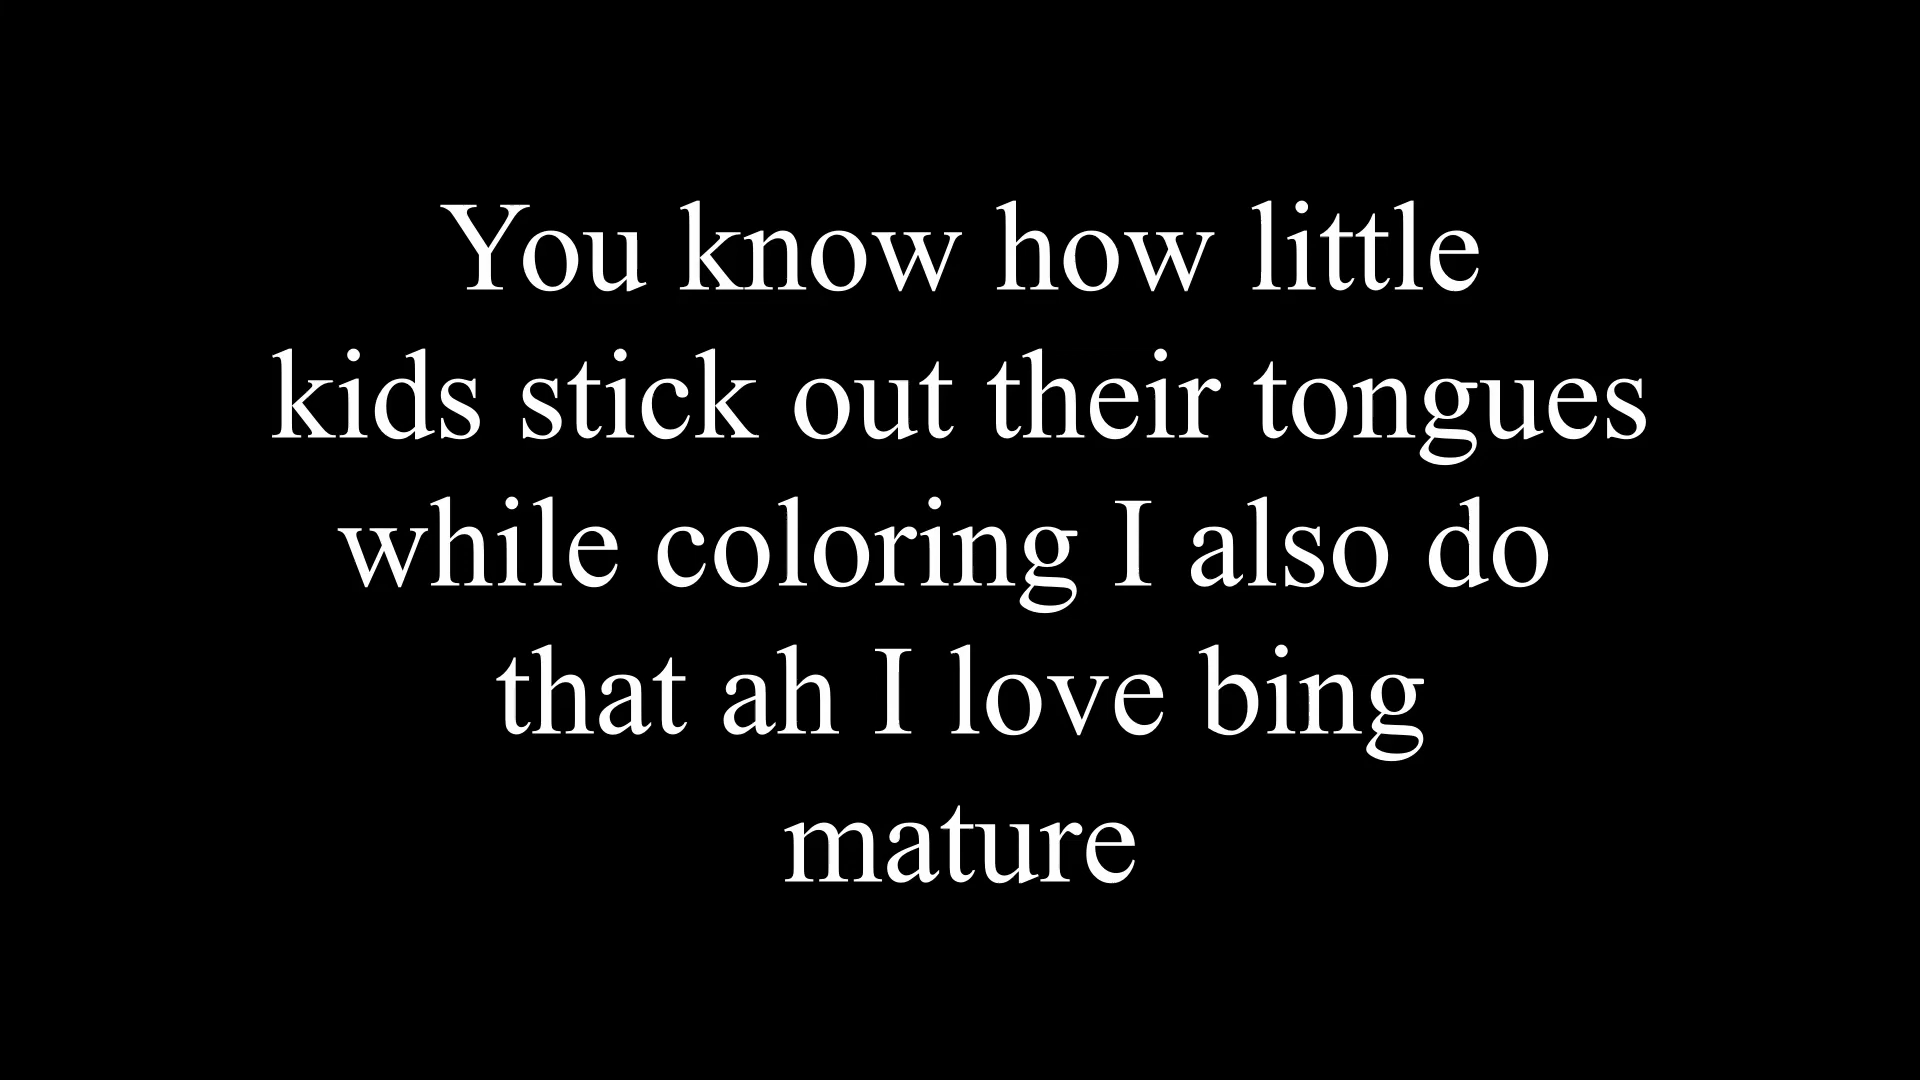 You know how little
kids stick out their tongues
while coloring I also do
that ah I love bing
mature